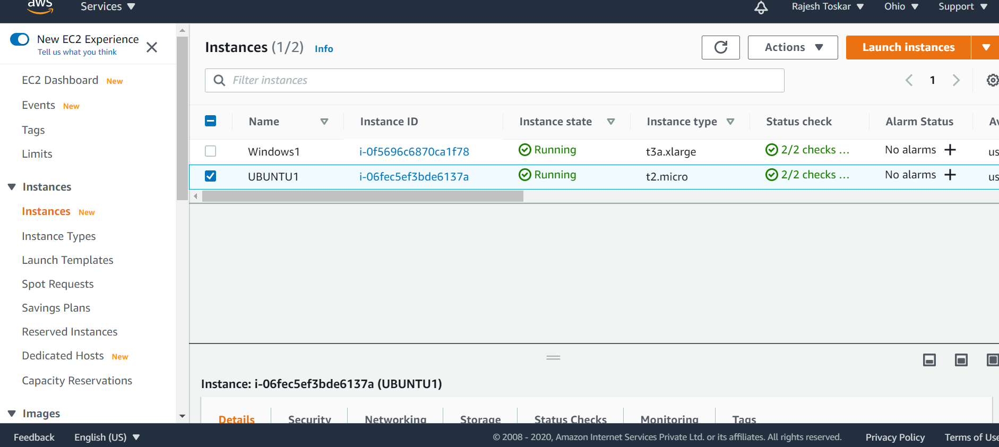 aws Services Rajesh Toskar Ohio Support
New EC2 Experience
Tell us what you think
EC2 Dashboard New
Events New
Tags
Limits
Instances
Instances New
Instance Types
Launch Templates
Spot Requests
Savings Plans
Reserved Instances
Dedicated Hosts New
Capacity Reservations
Images
Instances (1/2) Info Actions Launch instances
Filter instances 1
Name Instance ID Instance state Instance type Status check Alarm Status
Windows1 i-0f5696c6870ca1f78 Running t3a.xlarge 2/2 checks ... No alarms + us
UBUNTU1 i-06fec5ef3bde6137a Running t2.micro 2/2 checks ... No alarms + us
Instance: i-06fec5ef3bde6137a (UBUNTU1)
Details Security Networking Storage Status Checks Monitoring Tags
Feedback English (US) © 2008 - 2020, Amazon Internet Services Private Ltd. or its affiliates. All rights reserved. Privacy Policy Terms of Use